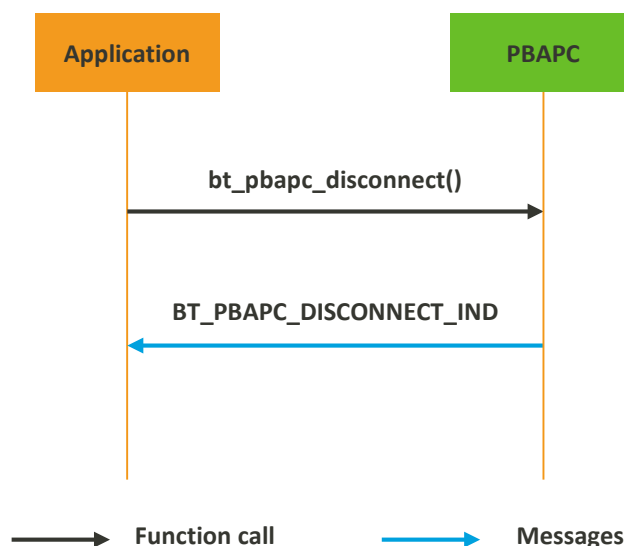 Application
PBAPC
bt_pbapc_disconnect()
BT_PBAPC_DISCONNECT_IND
Function call
Messages